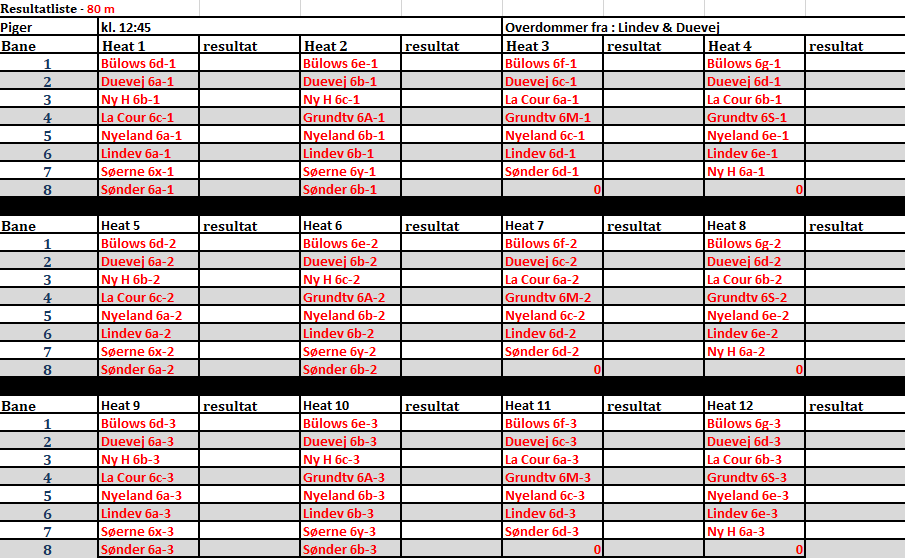 Resultatliste - 80 m
Piger kl. 12:45 Overdommer fra : Lindev & Duevej
Bane Heat 1 resultat Heat 2 resultat Heat 3 resultat Heat 4 resultat
1 Bülows 6d-1 Bülows 6e-1 Bülows 6f-1 Bülows 6g-1
2 Duevej 6a-1 Duevej 6b-1 Duevej 6c-1 Duevej 6d-1
3 Ny H 6b-1 Ny H 6c-1 La Cour 6a-1 La Cour 6b-1
4 La Cour 6c-1 Grundtv 6A-1 Grundtv 6M-1 Grundtv 6S-1
5 Nyeland 6a-1 Nyeland 6b-1 Nyeland 6c-1 Nyeland 6e-1
6 Lindev 6a-1 Lindev 6b-1 Lindev 6d-1 Lindev 6e-1
7 Søerne 6x-1 Søerne 6y-1 Sønder 6d-1 Ny H 6a-1
8 Sønder 6a-1 Sønder 6b-1 0 0
Bane Heat 5 resultat Heat 6 resultat Heat 7 resultat Heat 8 resultat
1 Bülows 6d-2 Bülows 6e-2 Bülows 6f-2 Bülows 6g-2
2 Duevej 6a-2 Duevej 6b-2 Duevej 6c-2 Duevej 6d-2
3 Ny H 6b-2 Ny H 6c-2 La Cour 6a-2 La Cour 6b-2
4 La Cour 6c-2 Grundtv 6A-2 Grundtv 6M-2 Grundtv 6S-2
5 Nyeland 6a-2 Nyeland 6b-2 Nyeland 6c-2 Nyeland 6e-2
6 Lindev 6a-2 Lindev 6b-2 Lindev 6d-2 Lindev 6e-2
7 Søerne 6x-2 Søerne 6y-2 Sønder 6d-2 Ny H 6a-2
8 Sønder 6a-2 Sønder 6b-2 0 0
Bane Heat 9 resultat Heat 10 resultat Heat 11 resultat Heat 12 resultat
1 Bülows 6d-3 Bülows 6e-3 Bülows 6f-3 Bülows 6g-3
2 Duevej 6a-3 Duevej 6b-3 Duevej 6c-3 Duevej 6d-3
3 Ny H 6b-3 Ny H 6c-3 La Cour 6a-3 La Cour 6b-3
4 La Cour 6c-3 Grundtv 6A-3 Grundtv 6M-3 Grundtv 6S-3
5 Nyeland 6a-3 Nyeland 6b-3 Nyeland 6c-3 Nyeland 6e-3
6 Lindev 6a-3 Lindev 6b-3 Lindev 6d-3 Lindev 6e-3
7 Søerne 6x-3 Søerne 6y-3 Sønder 6d-3 Ny H 6a-3
8 Sønder 6a-3 Sønder 6b-3 0 0